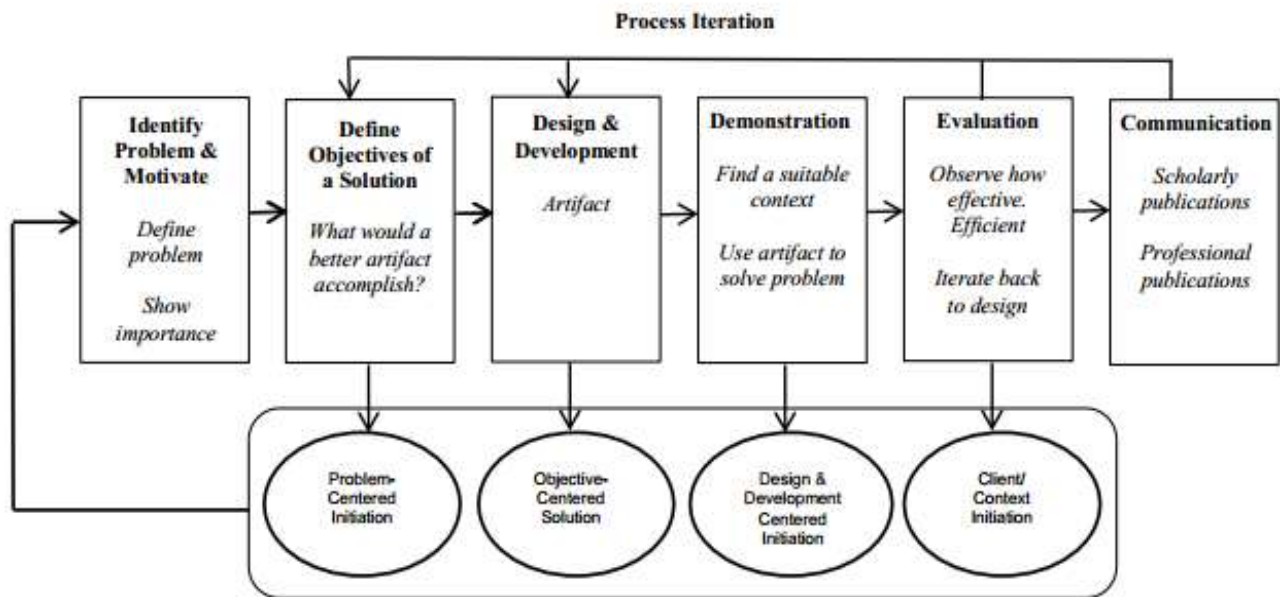 Process Iteration
Identify
Problem &
Motivate
Define
problem
Show
importance
Define
Objectives of
a Solution
What would a
better artifact
accomplish?
Design &
Development
Artifact
Demonstration
Find a suitable
context
Use artifact to
solve problem
Evaluation
Observe how
effective.
Efficient
Iterate back
to design
Communication
Scholarly
publications
Professional
publications
Problem-
Centered
Initiation
Objective-
Centered
Solution
Design &
Development
Centered
Initiation
Client/
Context
Initiation